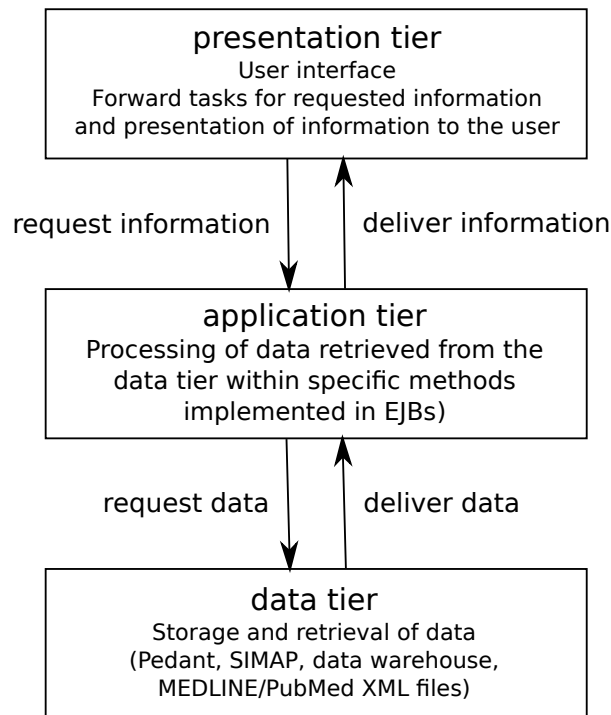 presentation tier
User interface
Forward tasks for requested information
and presentation of information to the user
request information
deliver information
application tier
Processing of data retrieved from the
data tier within specific methods
implemented in EJBs)
request data
deliver data
data tier
Storage and retrieval of data
(Pedant, SIMAP, data warehouse,
MEDLINE/PubMed XML files)